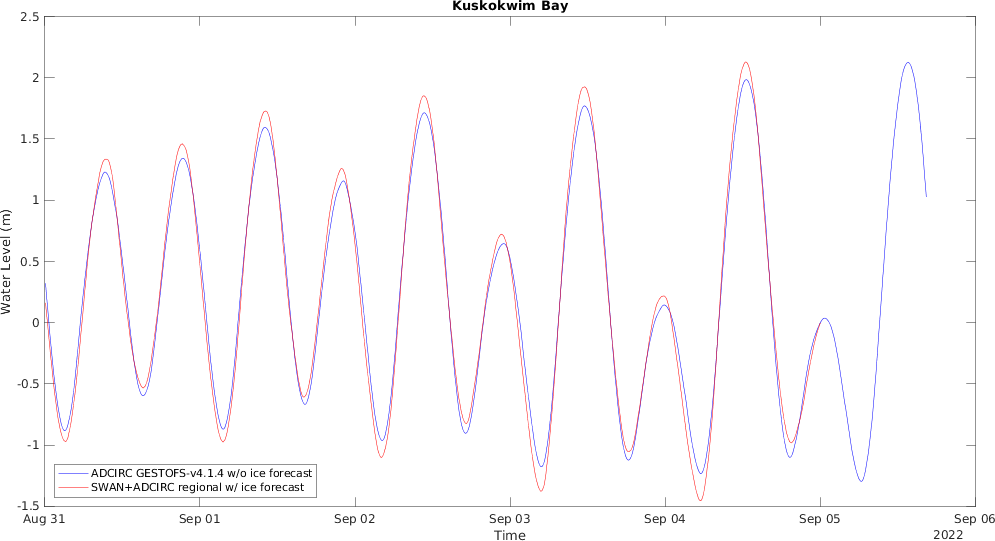 Kuskokwim Bay
2.5
2
1.5
1
0.5
0
-0.5
-1
-1.5
Water Level (m)
ADCIRC GESTOFS-v4.1.4 w/o ice forecast
SWAN+ADCIRC regional w/ ice forecast
Aug 31 Sep 01 Sep 02 Sep 03 Sep 04 Sep 05 Sep 06
Time
2022